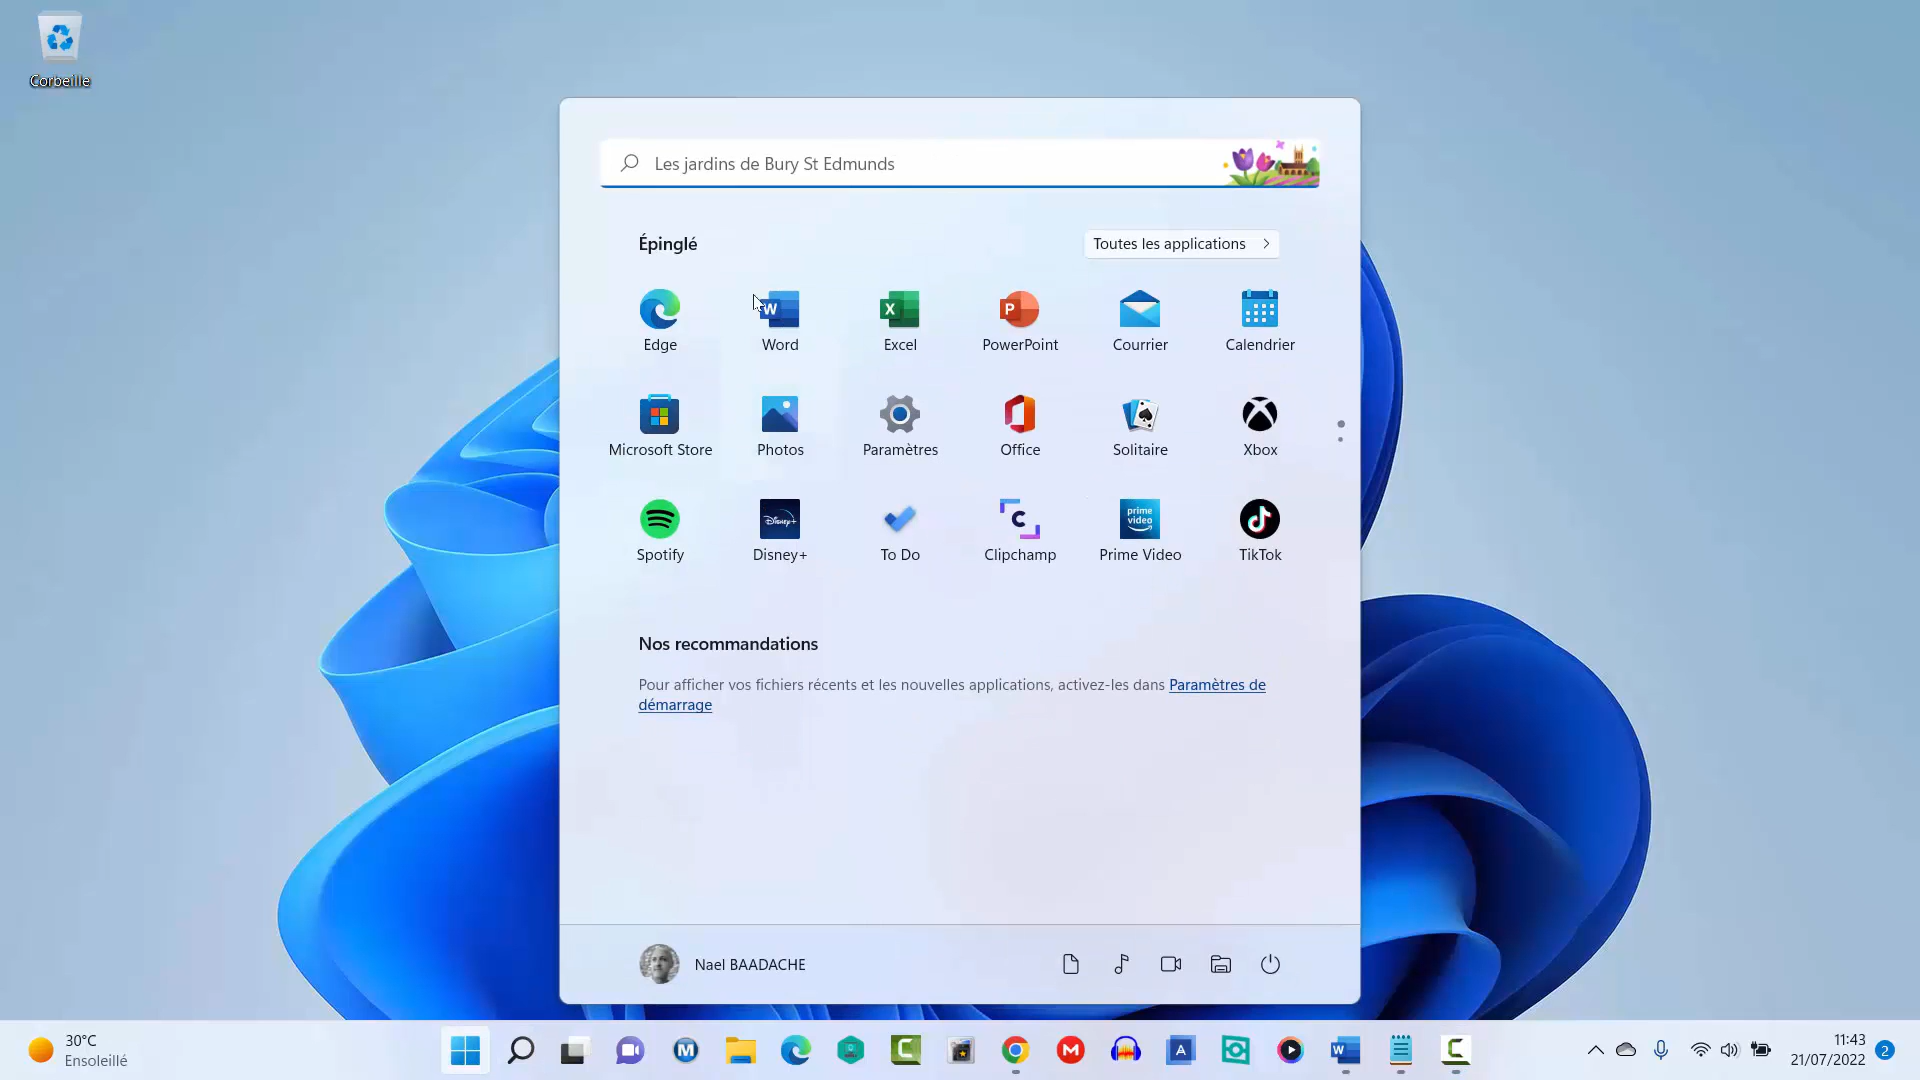 Corbeille
Les jardins de Bury St Edmunds
Épinglé
Toutes les applications
Edge
Word
Excel
PowerPoint
Courrier
Calendrier
Microsoft Store
Photos
Paramètres
Office
Solitaire
Xbox
Spotify
Disney+
prime video
Disney+
To Do
Clipchamp
Prime Video
TikTok
Nos recommandations
Pour afficher vos fichiers récents et les nouvelles applications, activez-les dans Paramètres de
démarrage
Nael BAADACHE
30°C
Ensoleillé
11:43
21/07/2022
2